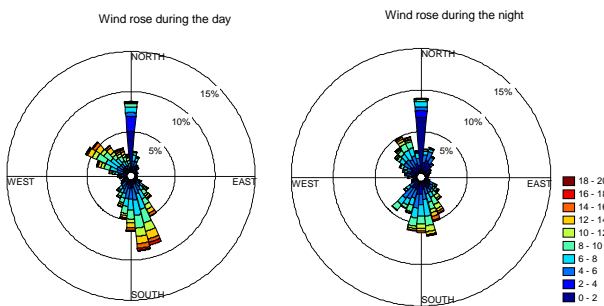 Wind rose during the day
NORTH
15%
10%
5%
WEST
EAST
SOUTH
Wind rose during the night
NORTH
15%
10%
5%
WEST
EAST
SOUTH
18 - 20
16 - 18
14 - 16
12 - 14
10 - 12
8 - 10
6 - 8
4 - 6
2 - 4
0 - 2